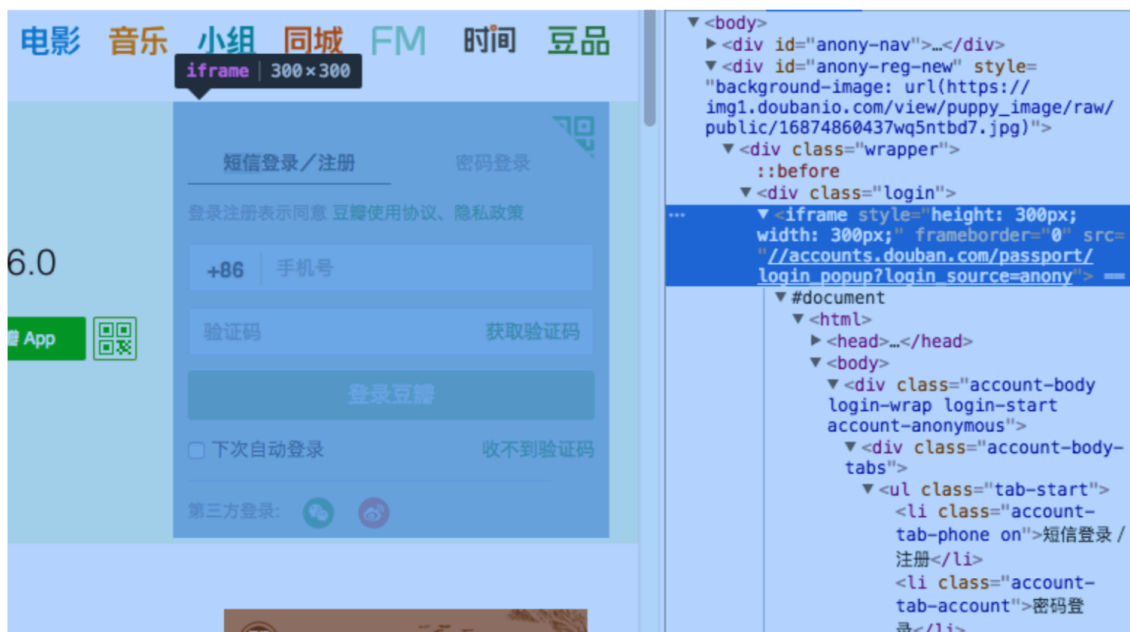 电影 音乐 小组 同城 FM 时间 豆品
iframe 300×300
短信登录／注册 密码登录
登录注册表示同意 豆瓣使用协议、隐私政策
6.0
+86 手机号
App
验证码 获取验证码
登录豆瓣
下次自动登录 收不到验证码
第三方登录:
▼<body>
▶<div id="anony-nav">…</div>
▼<div id="anony-reg-new" style=
"background-image: url(https://
img1.doubanio.com/view/puppy_image/raw/
public/16874860437wq5ntbd7.jpg)">
▼<div class="wrapper">
::before
▼<div class="login">
… ▼<iframe style="height: 300px;
width: 300px;" frameborder="0" src=
"//accounts.douban.com/passport/
login_popup?login_source=anony"> ==
▼#document
▼<html>
▶<head>…</head>
▼<body>
▼<div class="account-body
login-wrap login-start
account-anonymous">
▼<div class="account-body-
tabs">
▼<ul class="tab-start">
<li class="account-
tab-phone on">短信登录/
注册</li>
<li class="account-
tab-account">密码登
录</li>